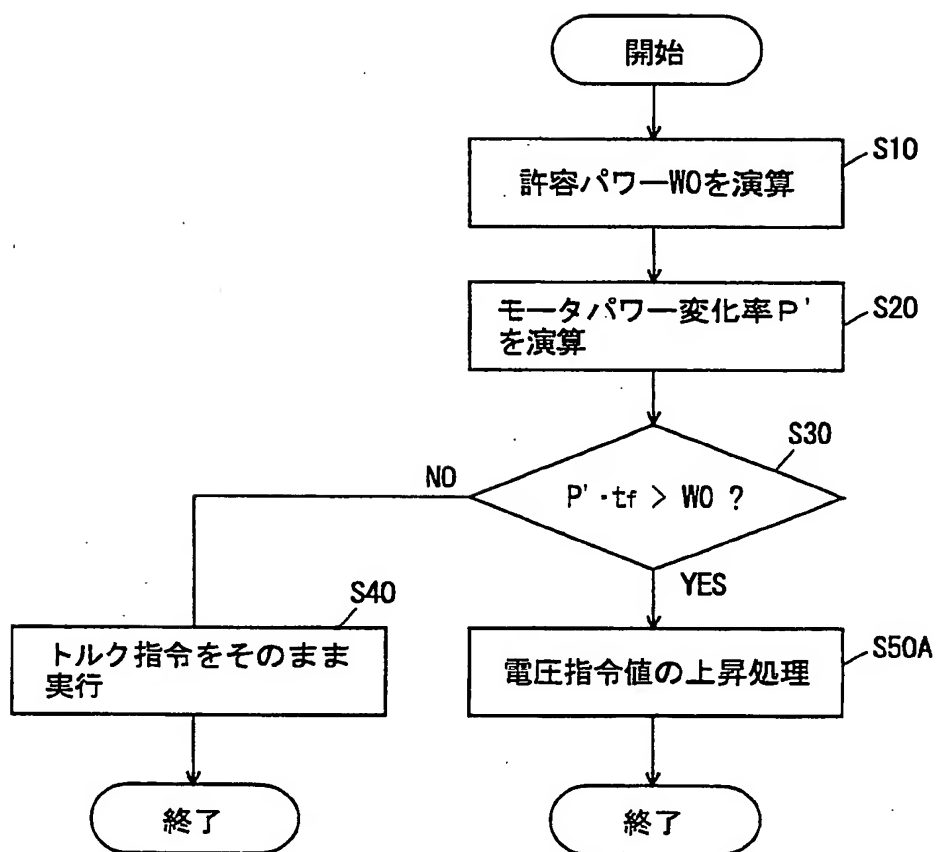 開始
S10
許容パワーW0を演算
S20
モータパワー変化率P'
を演算
S30
P'・tf > W0 ?
NO
YES
S40
トルク指令をそのまま
実行
S50A
電圧指令値の上昇処理
終了
終了